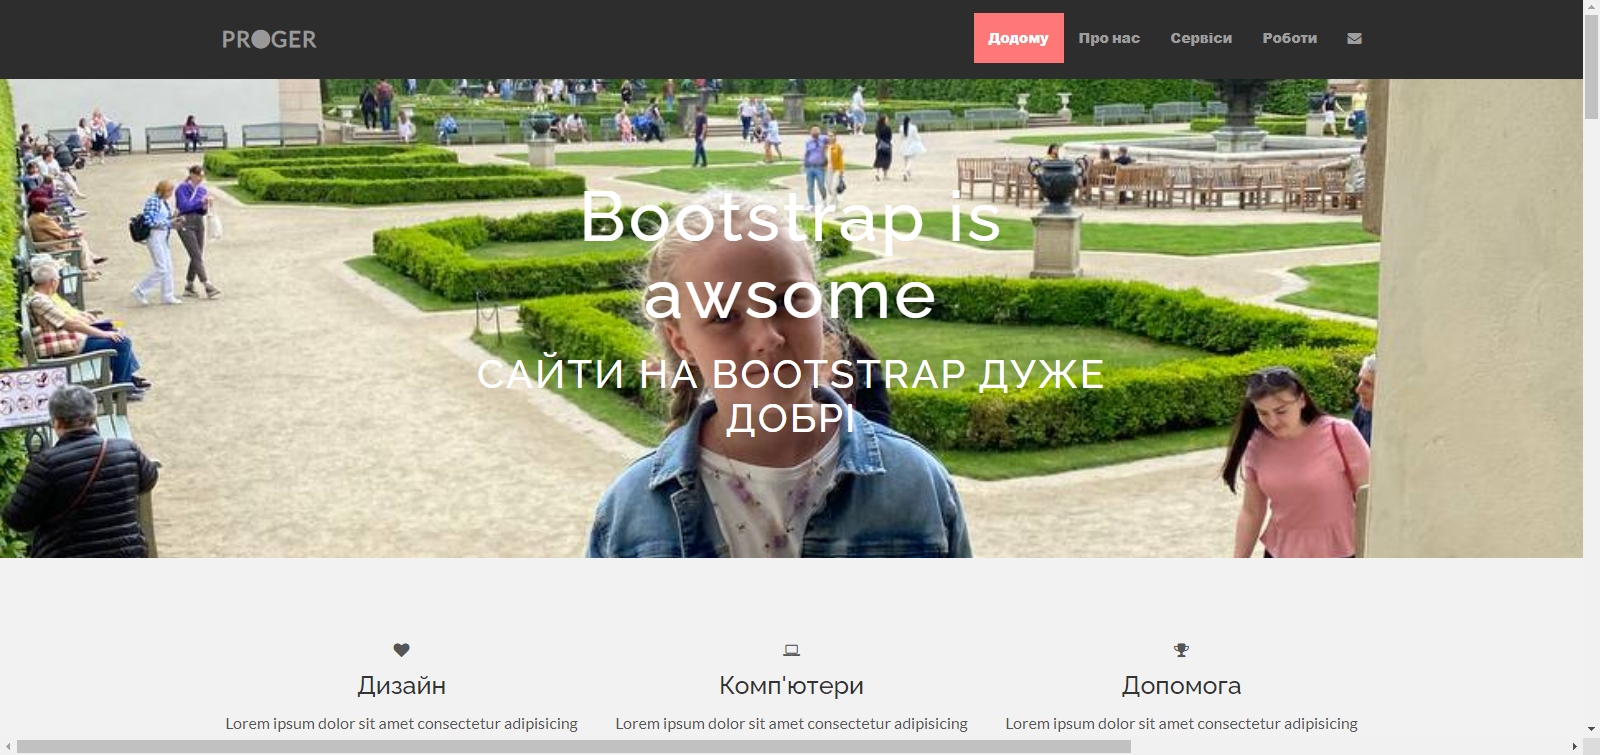 PROGER
Додому Про нас Сервіси Роботи
Bootstrap is
awsome
САЙТИ НА BOOTSTRAP ДУЖЕ
ДОБРІ
Дизайн Комп'ютери Допомога
Lorem ipsum dolor sit amet consectetur adipisicing Lorem ipsum dolor sit amet consectetur adipisicing Lorem ipsum dolor sit amet consectetur adipisicing